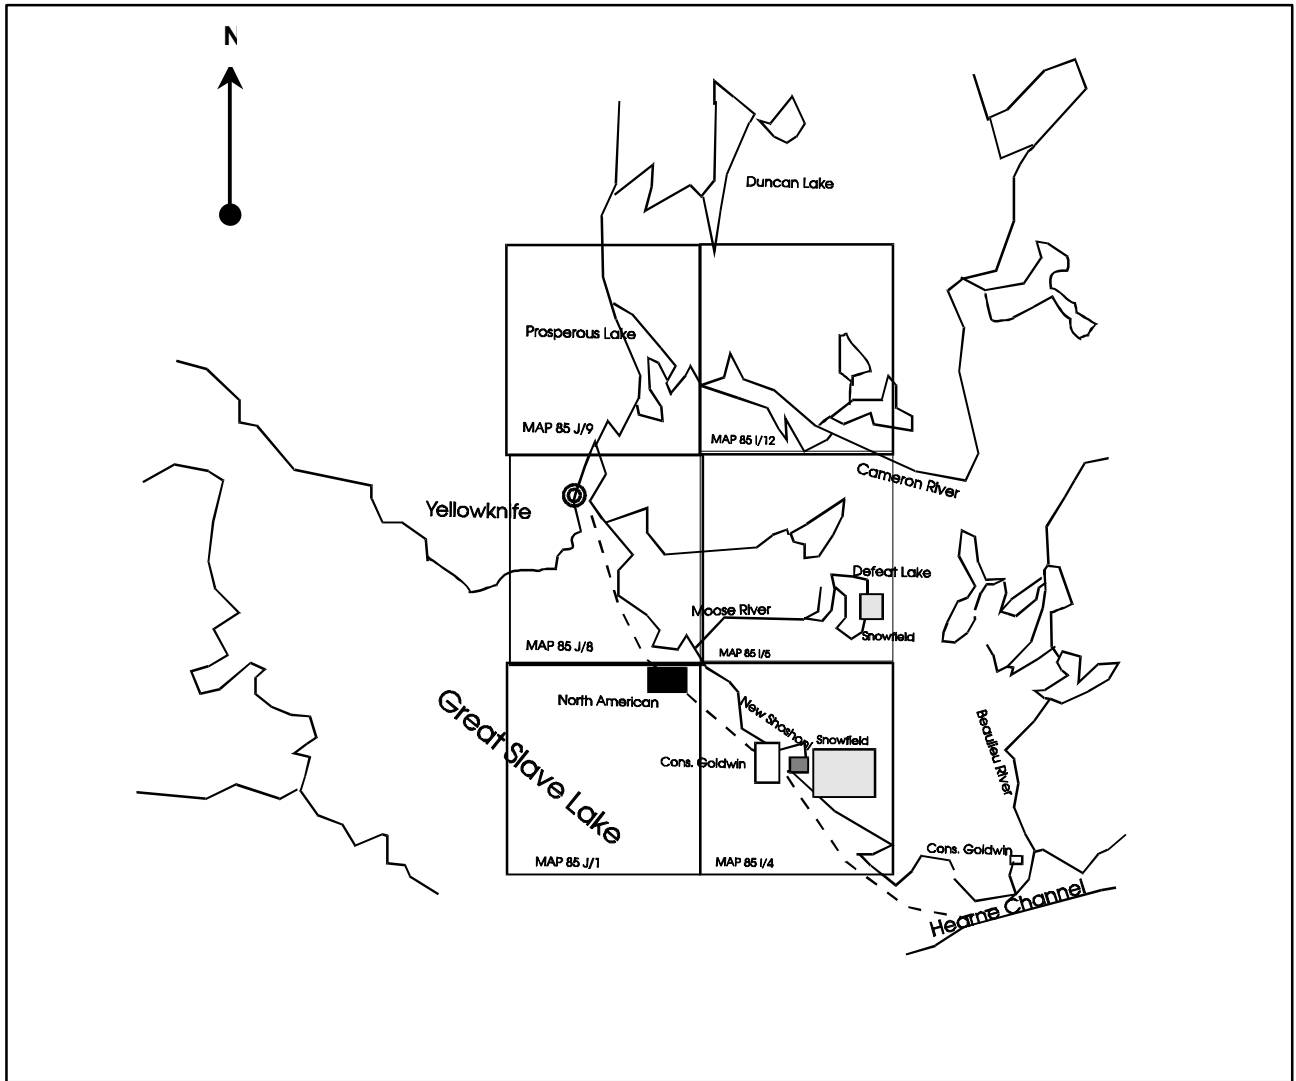 N
Duncan Lake
Prosperous Lake
MAP 85 J/9
MAP 85 I/12
Cameron River
Yellowknife
Defeat Lake
Moose River
Snowfield
MAP 85 J/8
MAP 85 I/5
North American
New Shoshoni
Snowfield
Cons. Goldwin
Great Slave Lake
Beaulieu River
MAP 85 J/1
MAP 85 I/4
Cons. Goldwin
Hearne Channel